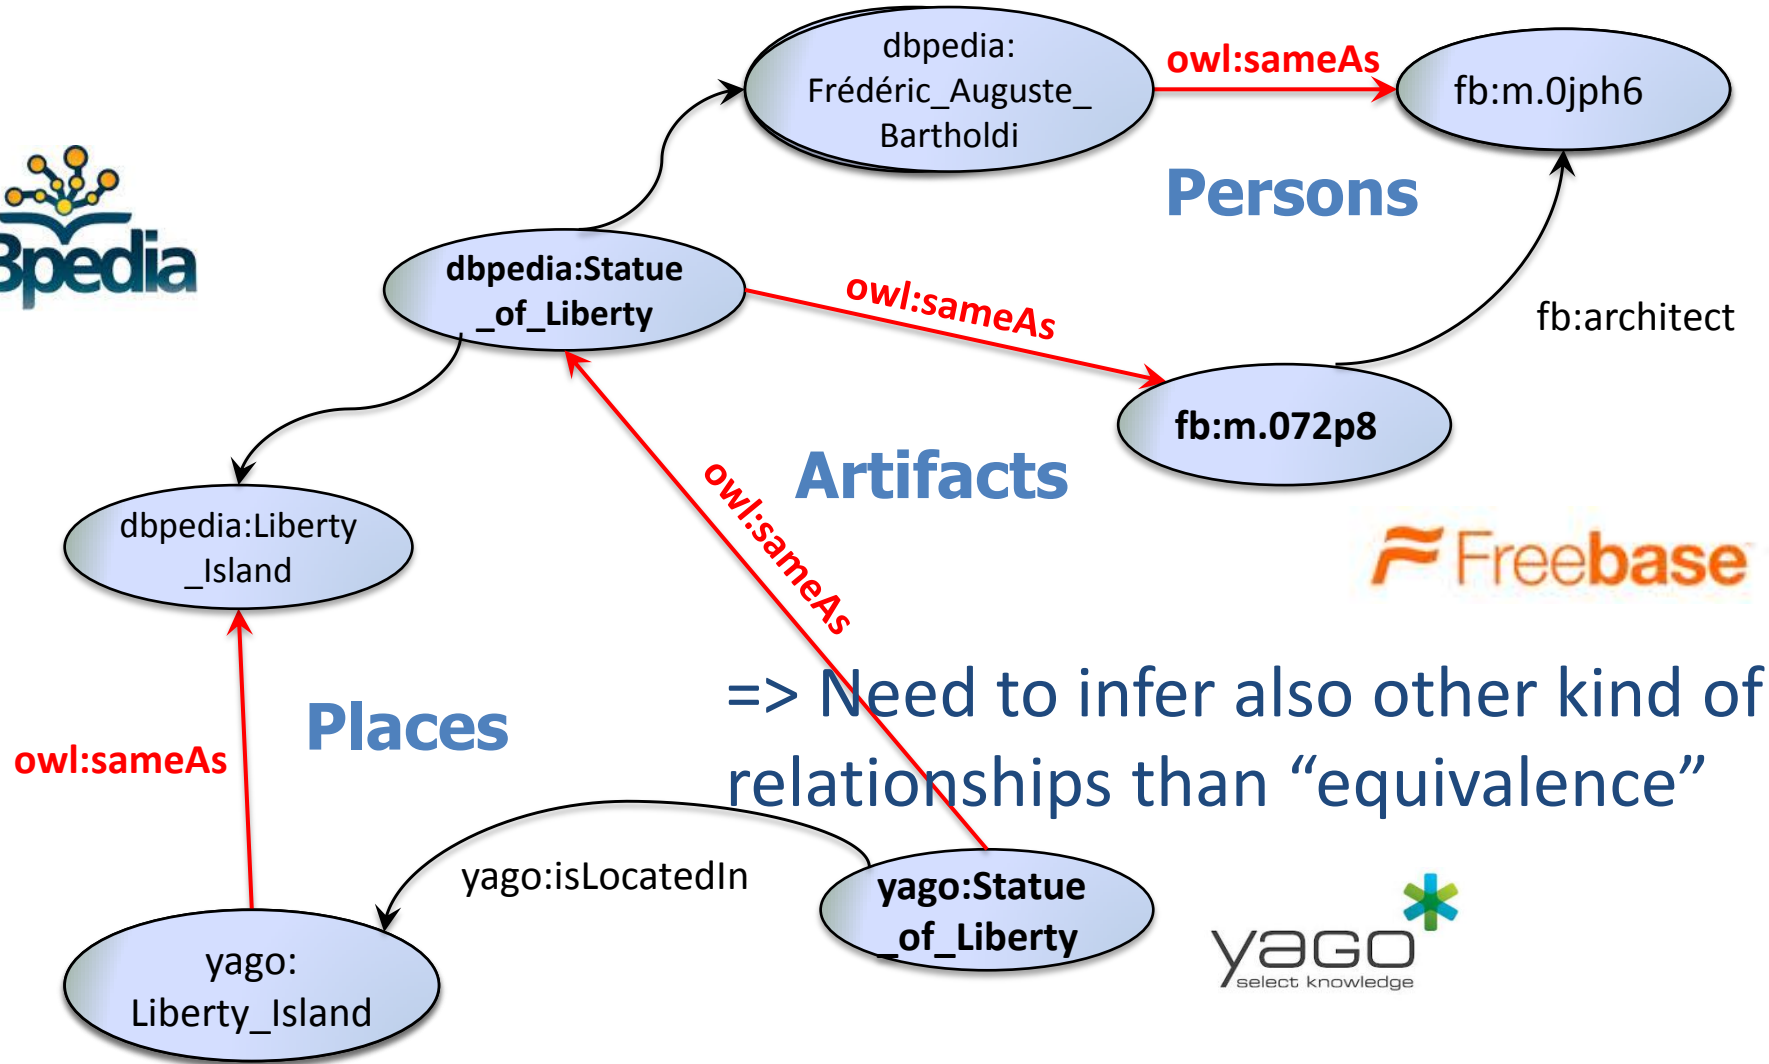 dbpedia:
Frédéric_Auguste_
Bartholdi
owl:sameAs
fb:m.0jph6
Persons
Bpedia
dbpedia:Statue
_of_Liberty
owl:sameAs
fb:architect
fb:m.072p8
Artifacts
owl:sameAs
dbpedia:Liberty
_Island
Freebase
=> Need to infer also other kind of
relationships than “equivalence”
Places
owl:sameAs
yago:isLocatedIn
yago:Statue
_of_Liberty
yago:
Liberty_Island
yaGO
select knowledge